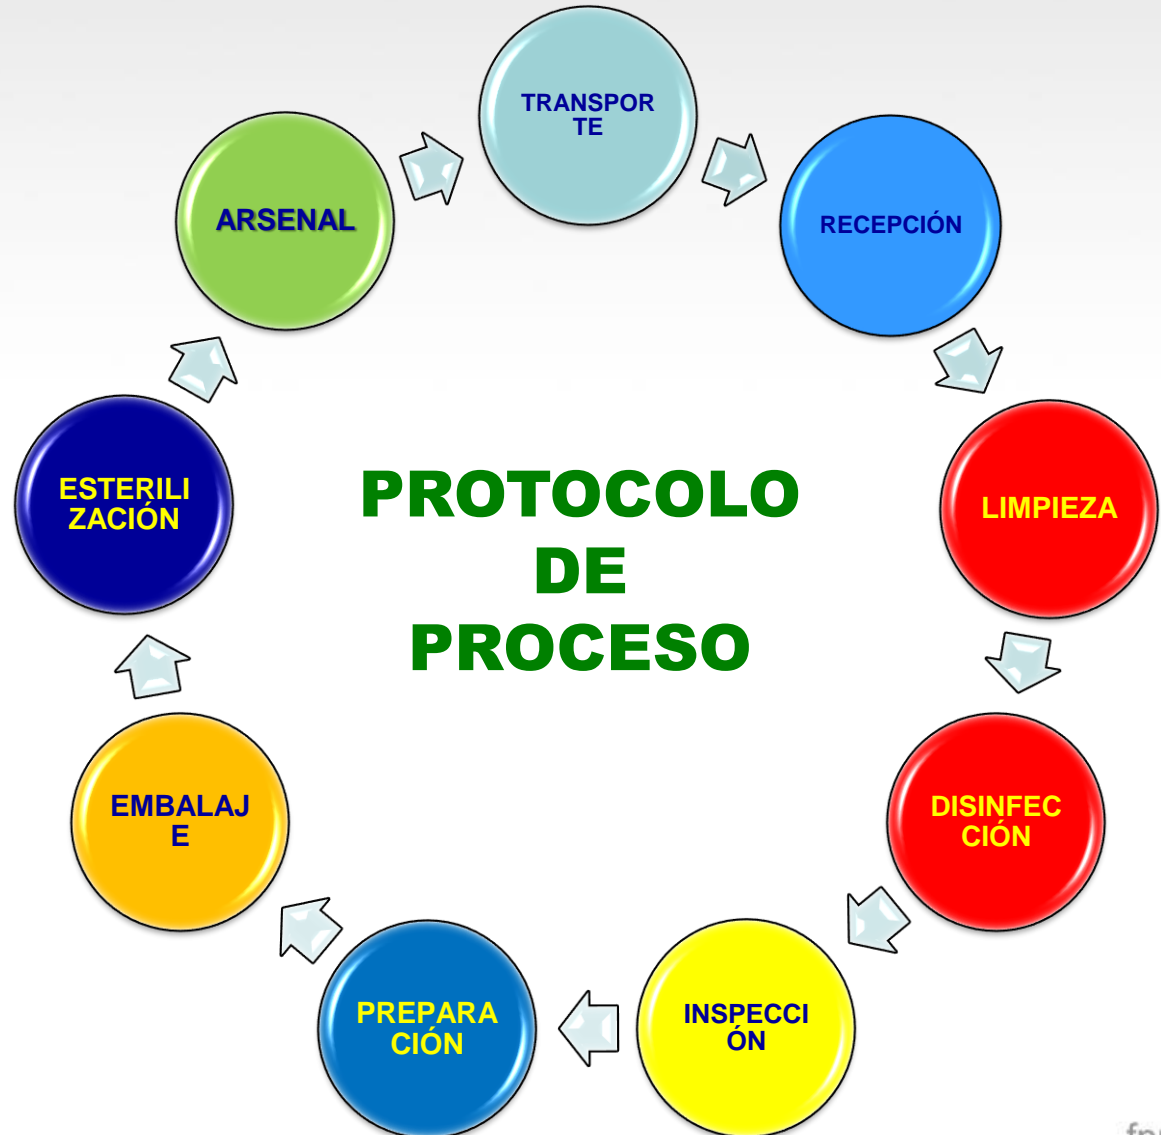 TRANSPOR
TE
RECEPCIÓN
LIMPIEZA
DISINFEC
CIÓN
INSPECCI
ÓN
PREPARA
CIÓN
EMBALAJ
E
ESTERILI
ZACIÓN
ARSENAL
PROTOCOLO
DE
PROCESO